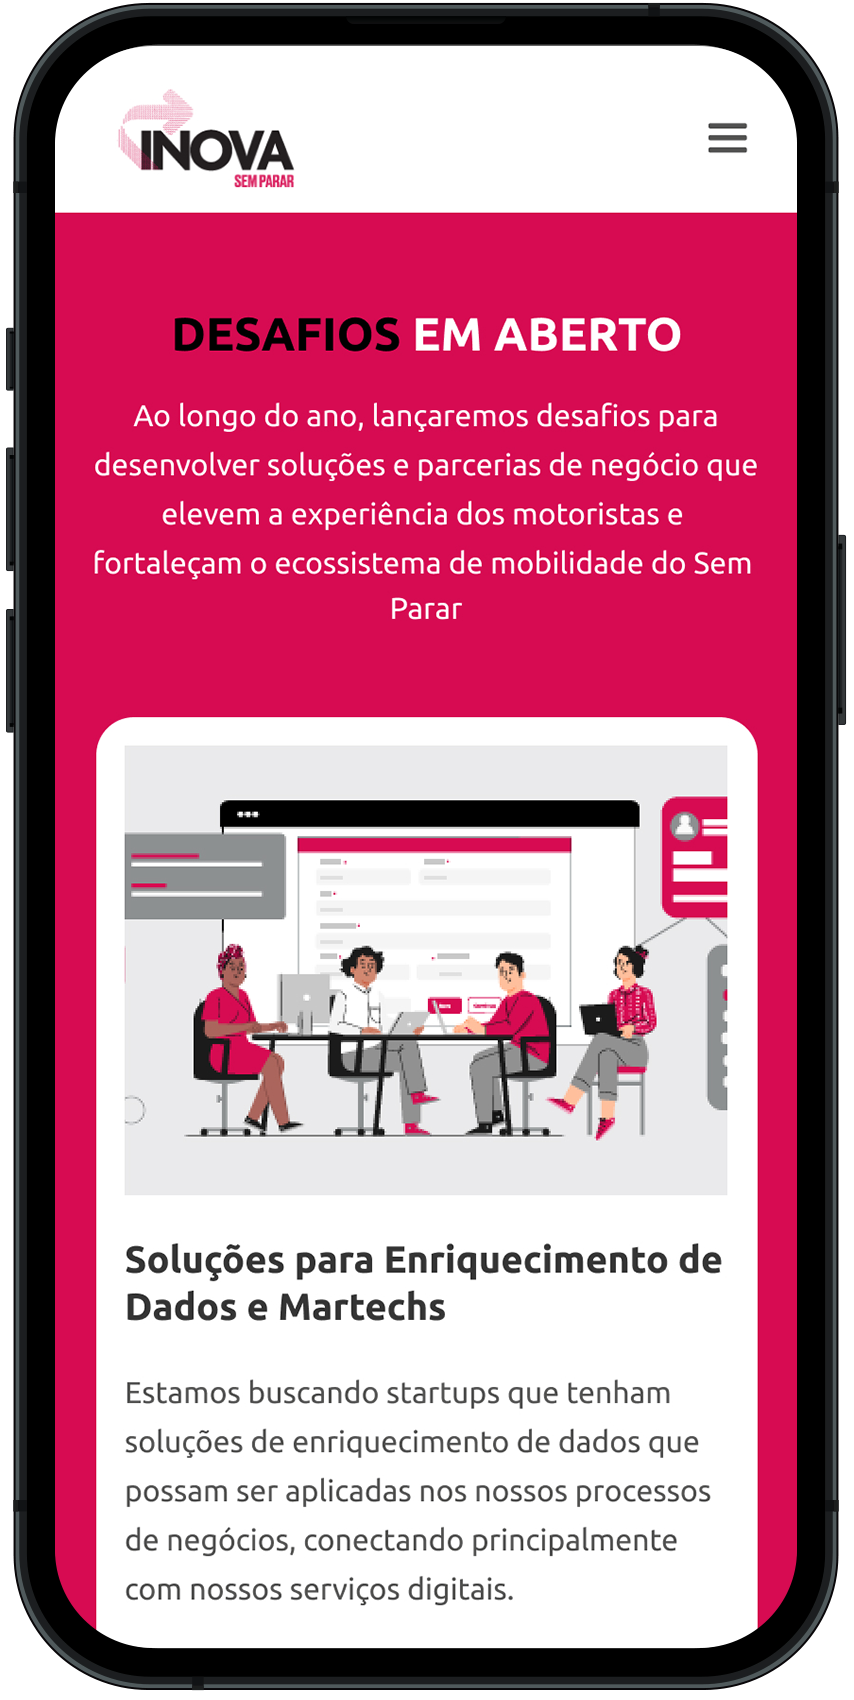 INOVA
SEM PARAR
DESAFIOS EM ABERTO
Ao longo do ano, lançaremos desafios para
desenvolver soluções e parcerias de negócio que
elevem a experiência dos motoristas e
fortaleçam o ecossistema de mobilidade do Sem
Parar
Soluções para Enriquecimento de
Dados e Martechs
Estamos buscando startups que tenham
soluções de enriquecimento de dados que
possam ser aplicadas nos nossos processos
de negócios, conectando principalmente
com nossos serviços digitais.